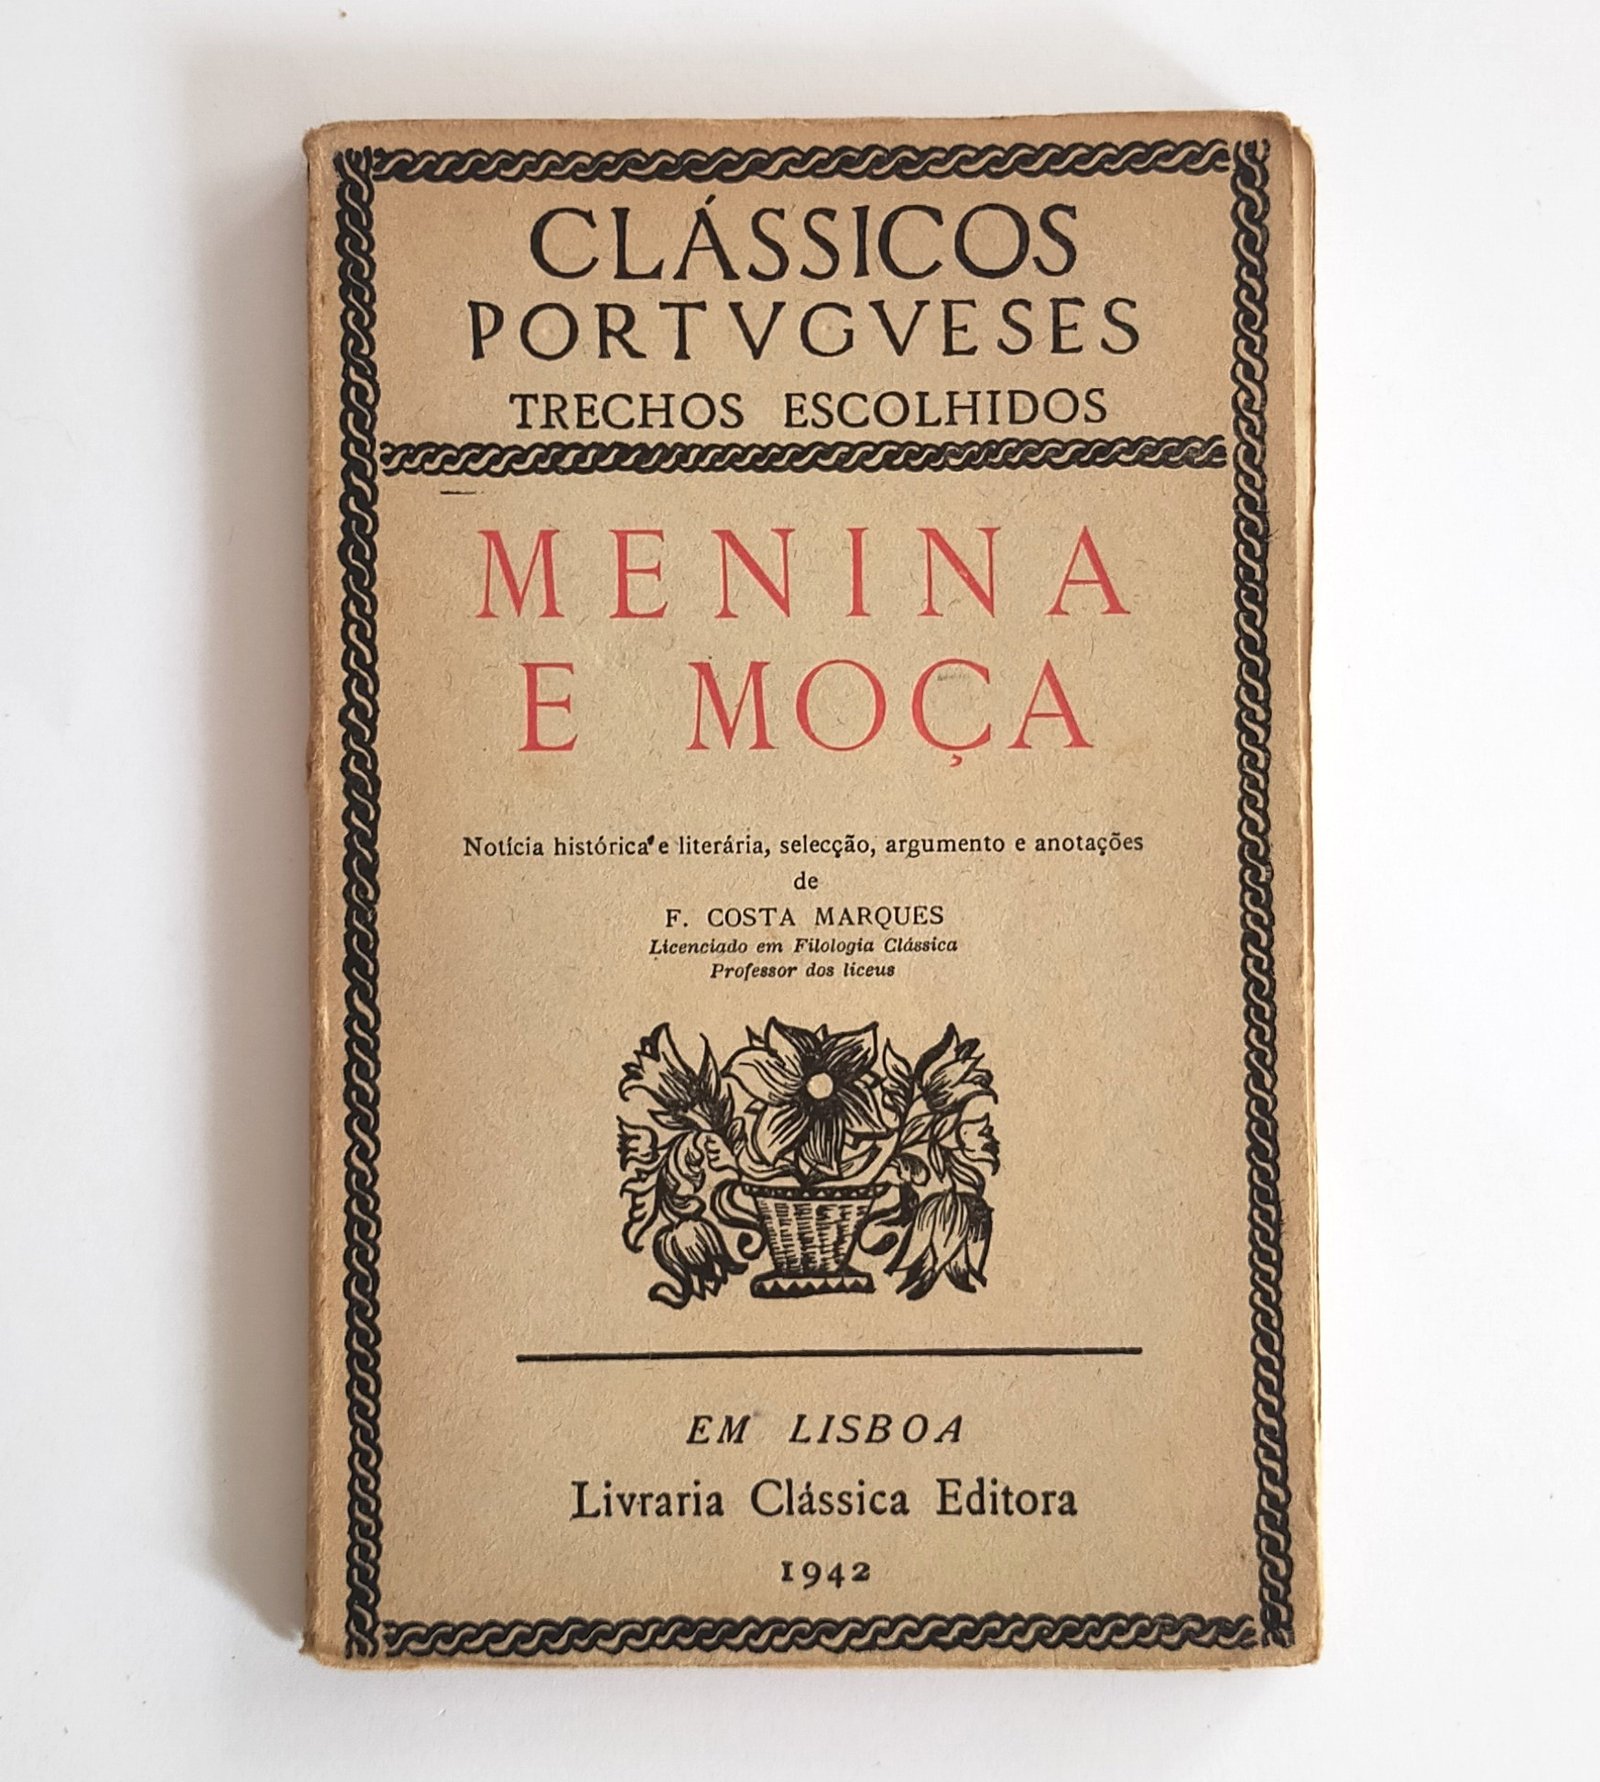 CLÁSSICOS
PORTVGVESES
TRECHOS ESCOLHIDOS
MENINA
E MOÇA
Notícia histórica e literária, selecção, argumento e anotações
de
F. COSTA MARQUES
Licenciado em Filologia Clássica
Professor dos liceus
EM LISBOA
Livraria Clássica Editora
1942